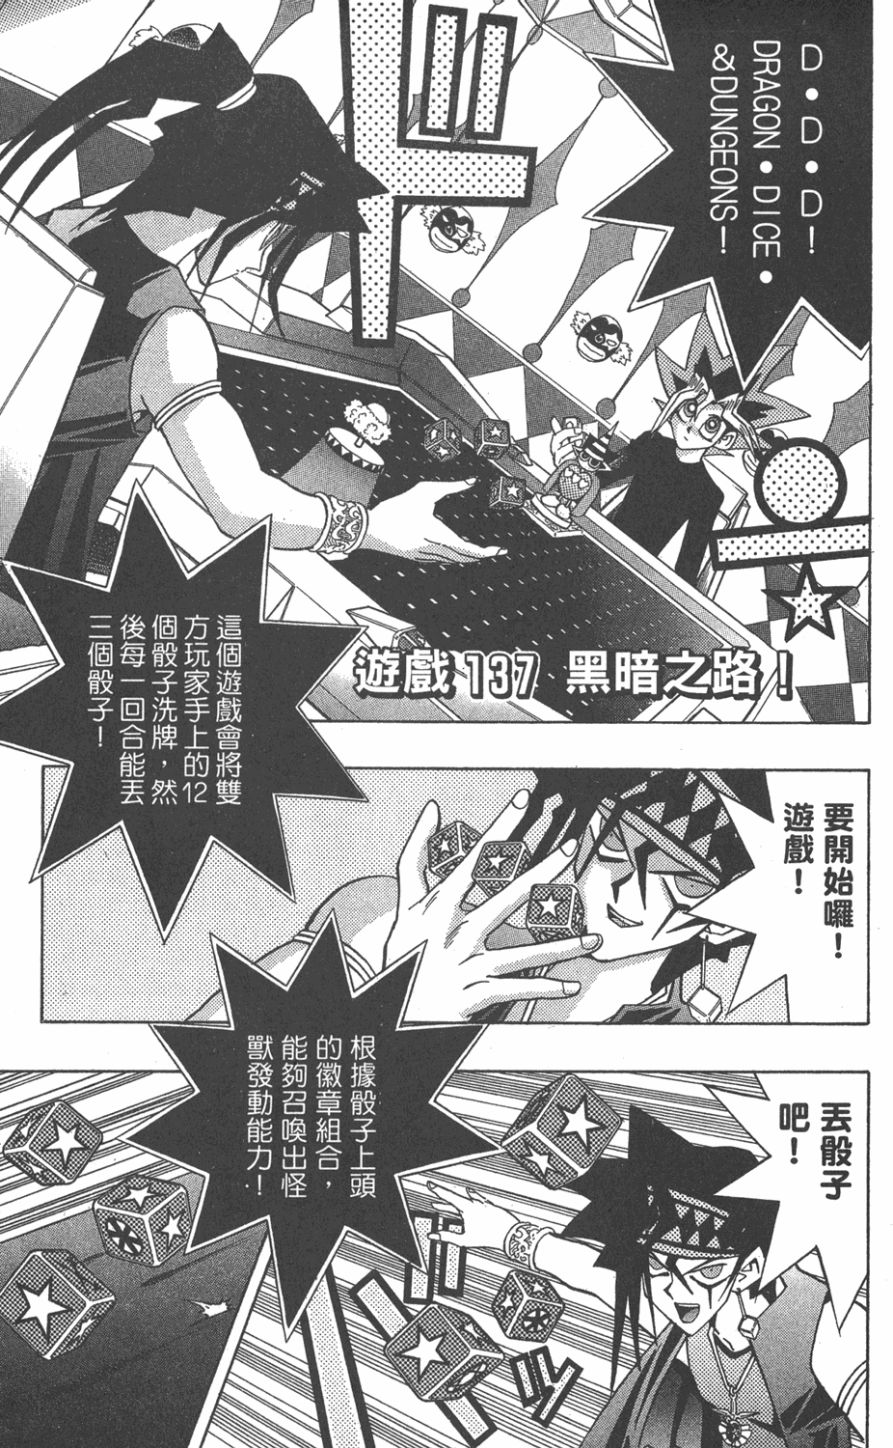 D•D•D!
DRAGON•DICE•
&DUNGEONS—!
ド
遊戲137 黑暗之路!
這個遊戲會將雙
方玩家手上的12
個骰子洗牌,然
後每一回合能丟
三個骰子!
要開始囉!
遊戲!
根據骰子上頭
的徽章組合,
能夠召喚出怪
獸發動能力!
丟骰子
吧!